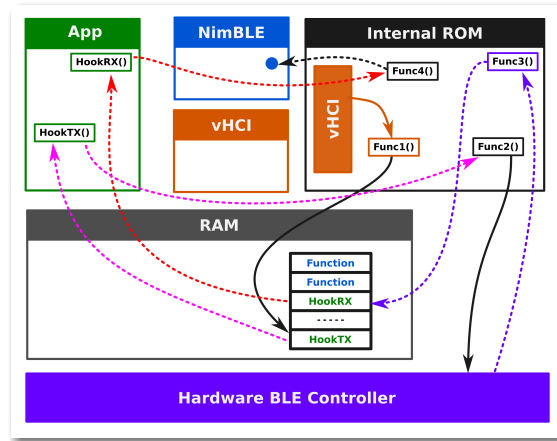 App
NimBLE
Internal ROM
HookRX()
Func4()
Func3()
vHCI
vHCI
HookTX()
Func1()
Func2()
RAM
Function
Function
HookRX
-----
HookTX
Hardware BLE Controller